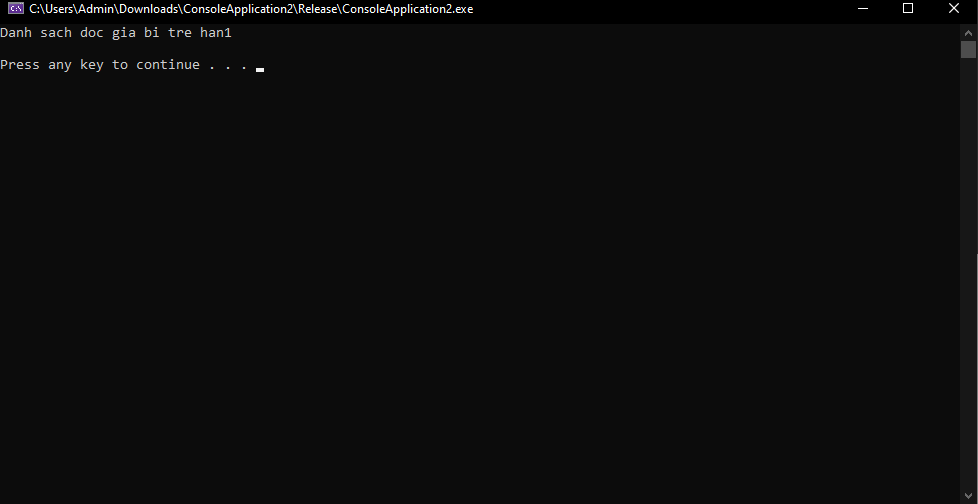 C:\Users\Admin\Downloads\ConsoleApplication2\Release\ConsoleApplication2.exe
Danh sach doc gia bi tre han1
Press any key to continue . . .